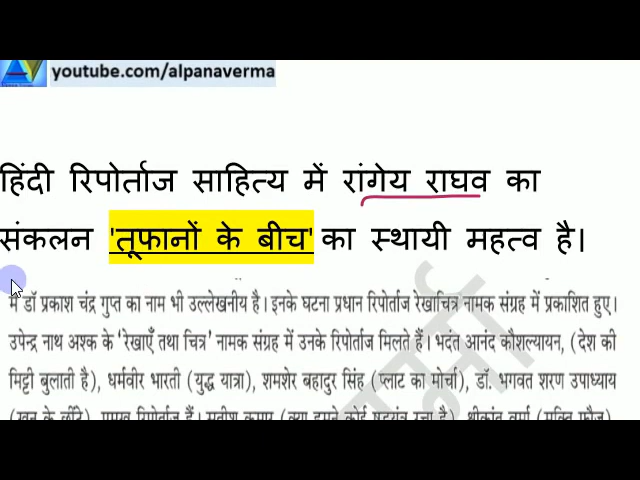 youtube.com/alpanaverma
हिंदी रिपोर्ताज साहित्य में रांगेय राघव का
संकलन 'तूफानों के बीच' का स्थायी महत्व है।
में डॉ प्रकाश चंद्र गुप्त का नाम भी उल्लेखनीय है। इनके घटना प्रधान रिपोर्ताज रेखाचित्र नामक संग्रह में प्रकाशित हुए।
उपेन्द्र नाथ अश्क के 'रेखाएँ तथा चित्र' नामक संग्रह में उनके रिपोर्ताज मिलते हैं। भदंत आनंद कौशल्यायन, (देश की
मिट्टी बुलाती है), धर्मवीर भारती (युद्ध यात्रा), शमशेर बहादुर सिंह (प्लाट का मोर्चा), डॉ. भगवत शरण उपाध्याय
रिपोर्ताज हैं।